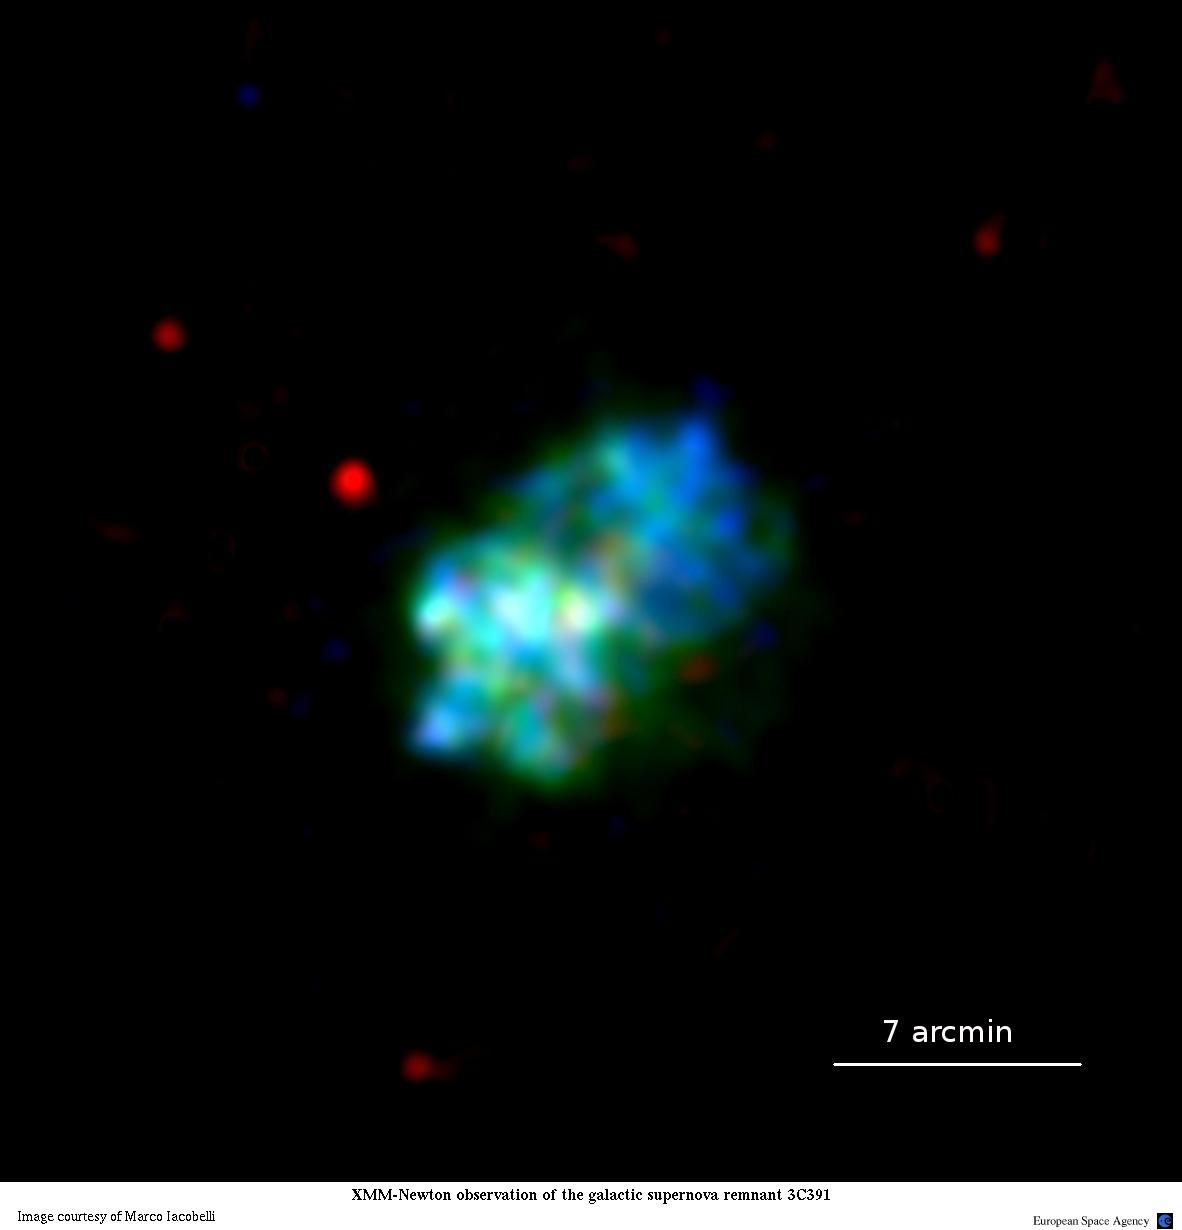 7 arcmin
XMM-Newton observation of the galactic supernova remnant 3C391
Image courtesy of Marco Iacobelli
European Space Agency